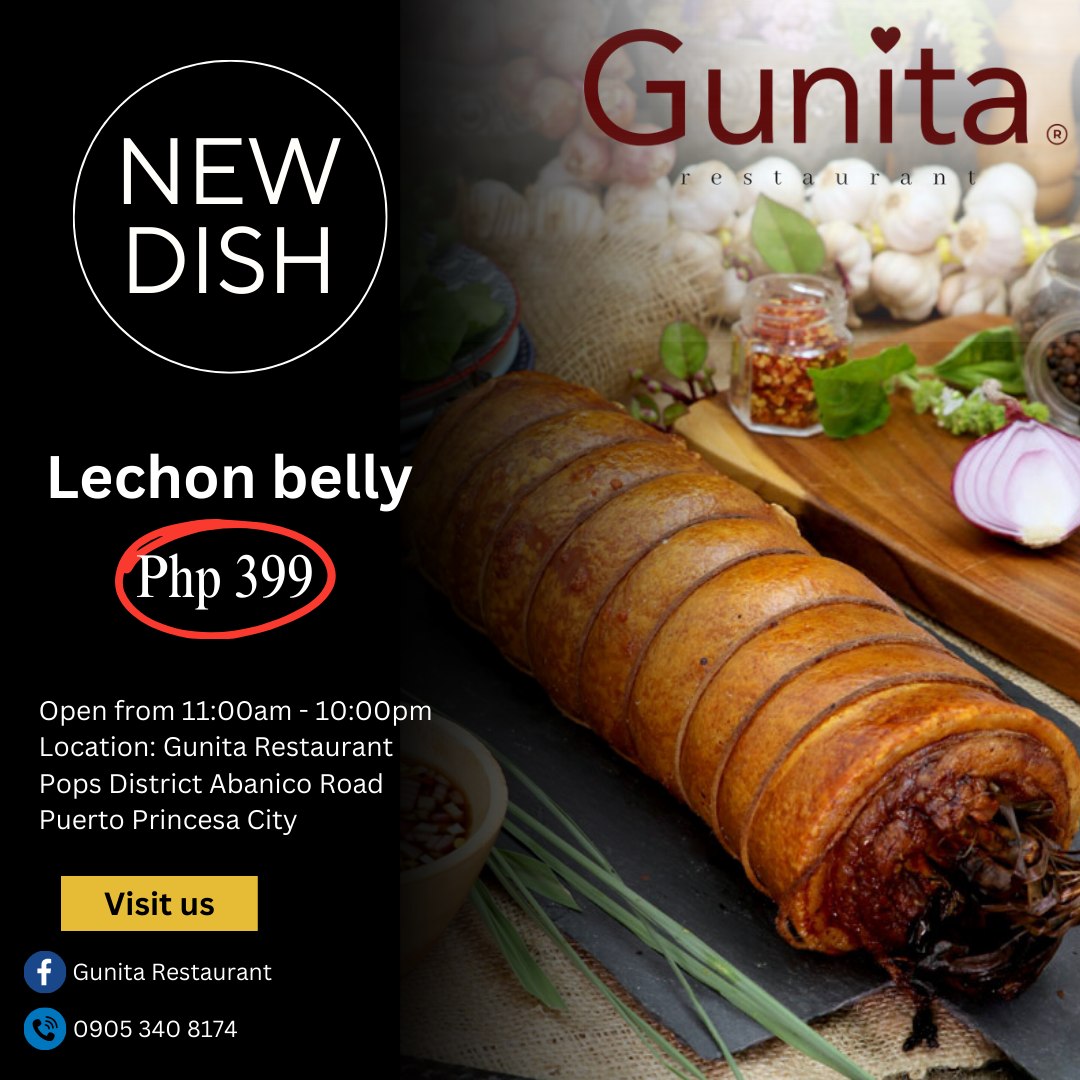 Gunita®
restaurant
NEW
DISH
Lechon belly
Php 399
Open from 11:00am - 10:00pm
Location: Gunita Restaurant
Pops District Abanico Road
Puerto Princesa City
Visit us
Gunita Restaurant
0905 340 8174